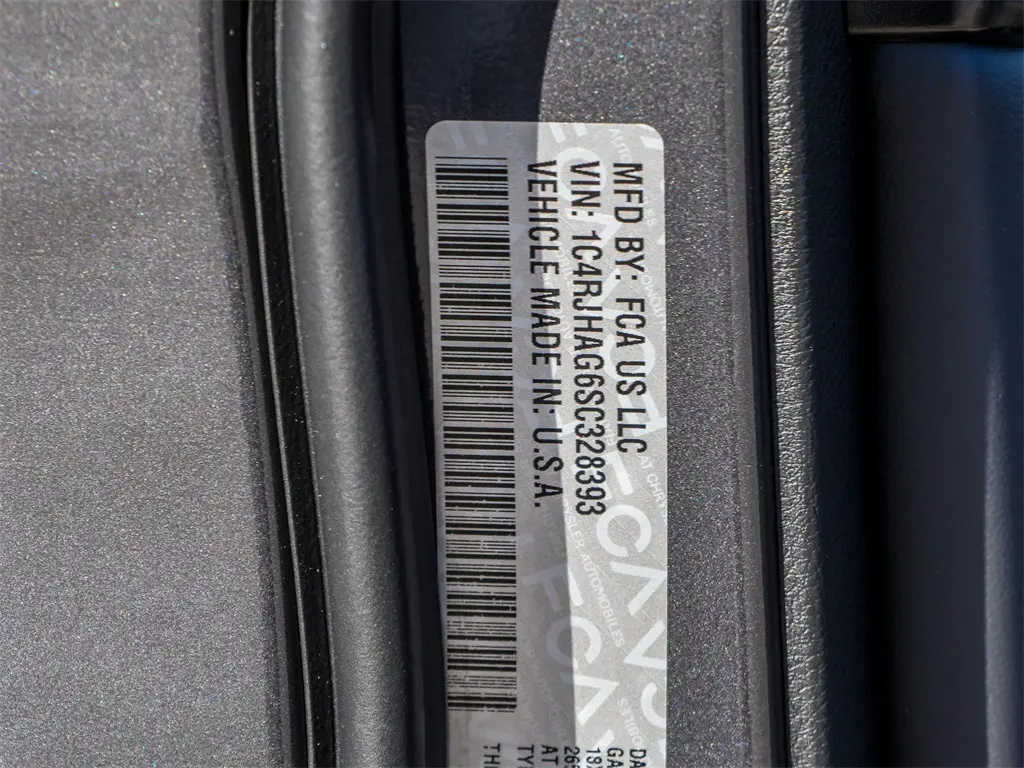 MFD BY: FCA US LLC
VIN: 1C4RJHAG6SC328393
VEHICLE MADE IN: U.S.A.